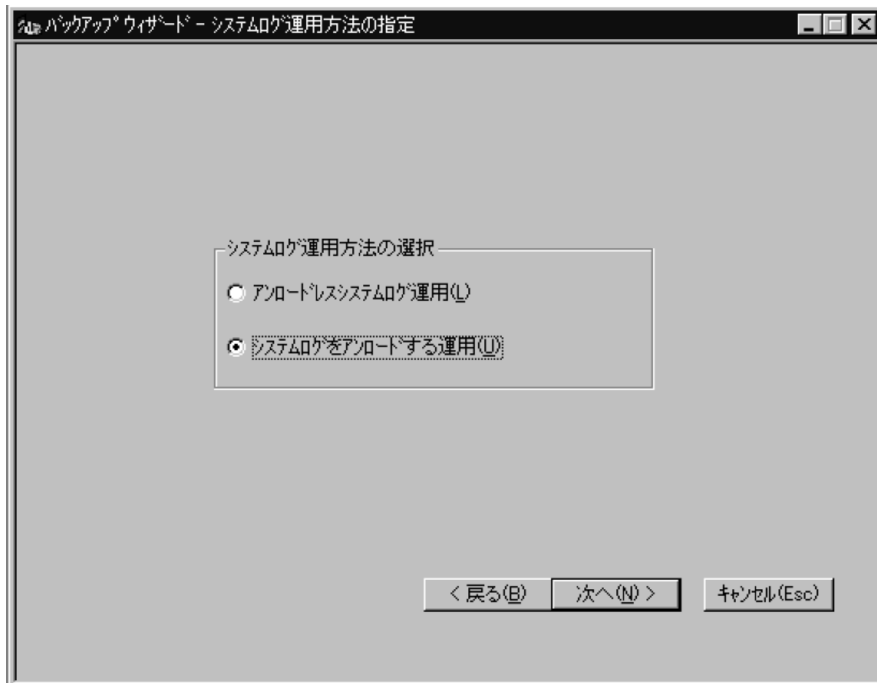 ﾊﾞｯｸｱｯﾌﾟｳｨｻﾞｰﾄﾞ - ｼｽﾃﾑﾛｸﾞ運用方法の指定
ｼｽﾃﾑﾛｸﾞ運用方法の選択
ｱﾝﾛｰﾄﾞﾚｽｼｽﾃﾑﾛｸﾞ運用(L)
ｼｽﾃﾑﾛｸﾞをｱﾝﾛｰﾄﾞする運用(U)
< 戻る(B) 次へ(N) > ｷｬﾝｾﾙ(Esc)